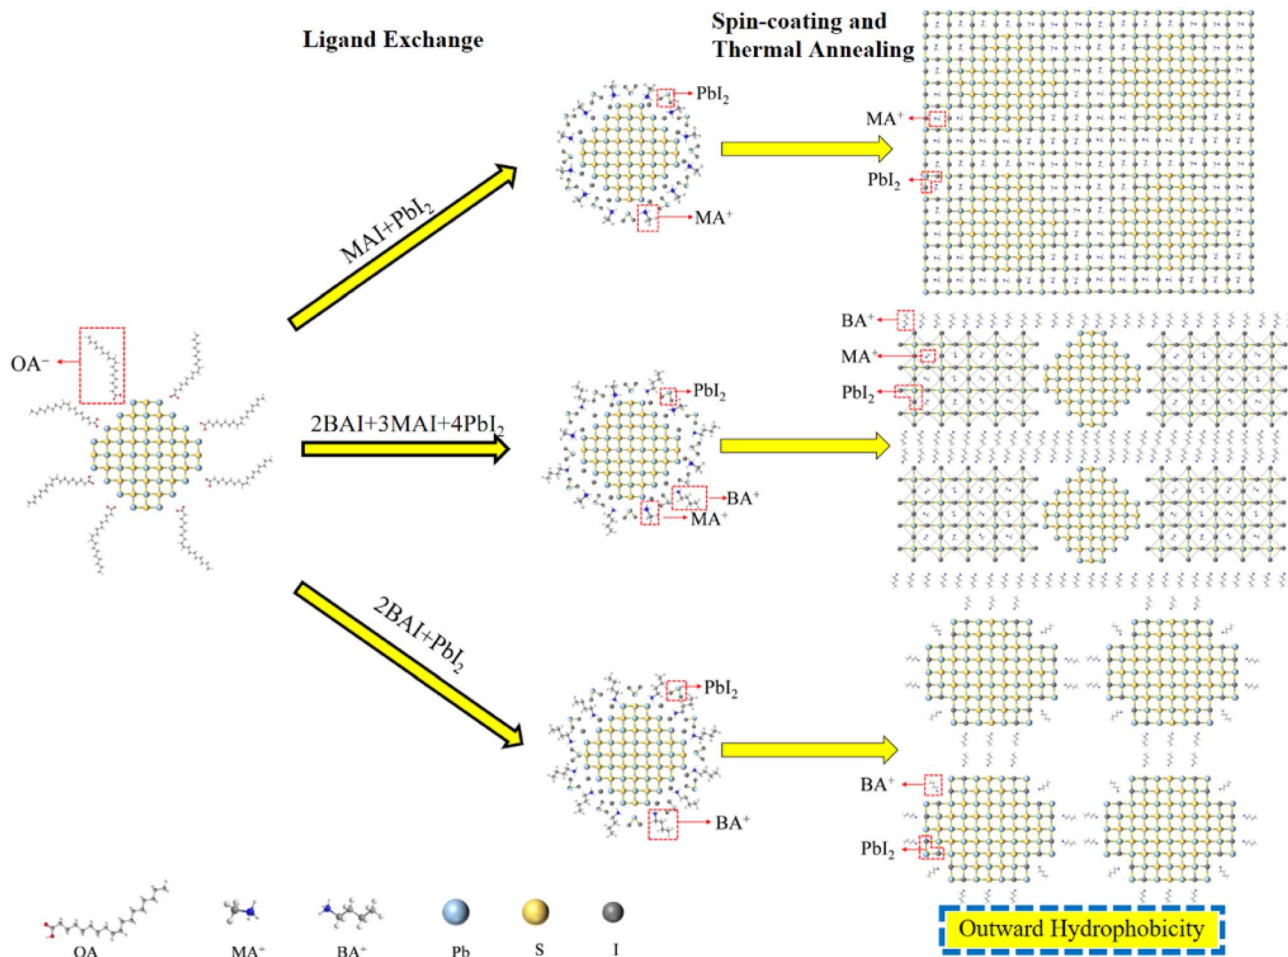 Ligand Exchange
Spin-coating and
Thermal Annealing
PbI₂
MA⁺
MAI+PbI₂
MA⁺
PbI₂
OA⁻
2BAI+3MAI+4PbI₂
PbI₂
BA⁺
MA⁺
BA⁺
MA⁺
PbI₂
2BAI+PbI₂
PbI₂
BA⁺
BA⁺
PbI₂
Outward Hydrophobicity
OA
MA⁺
BA⁺
Pb
S
I